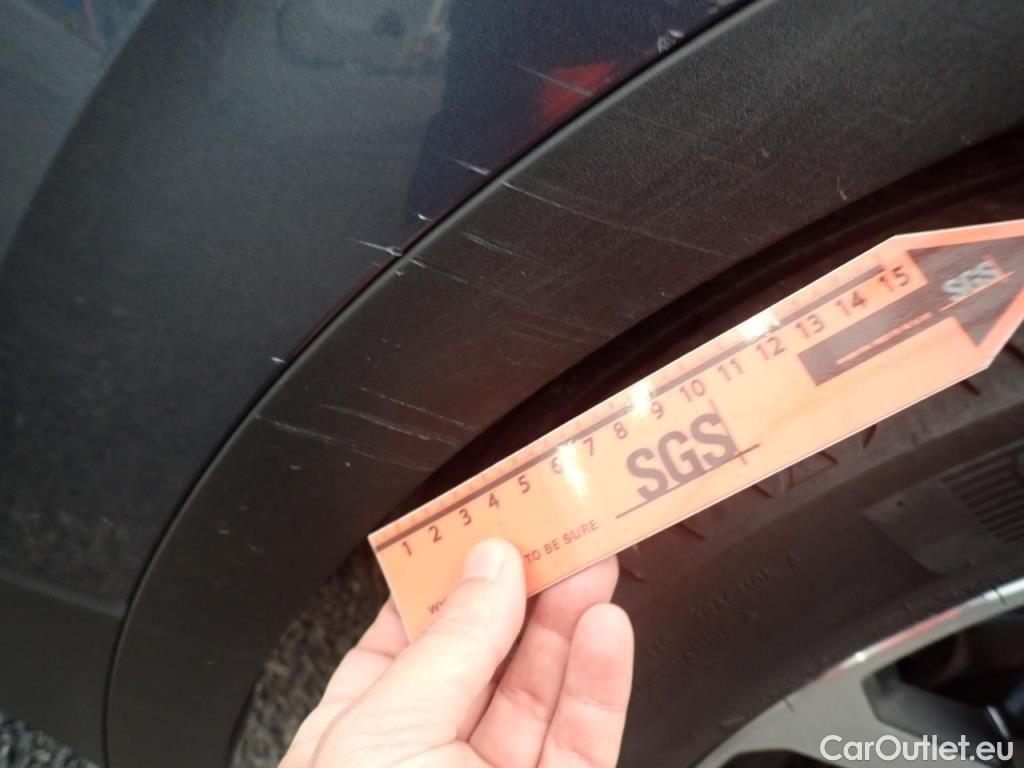 SGS
1 2 3 4 5 6 7 8 9 10 11 12 13 14 15
SGS
TO BE SURE
TRACTION A
CarOutlet.eu